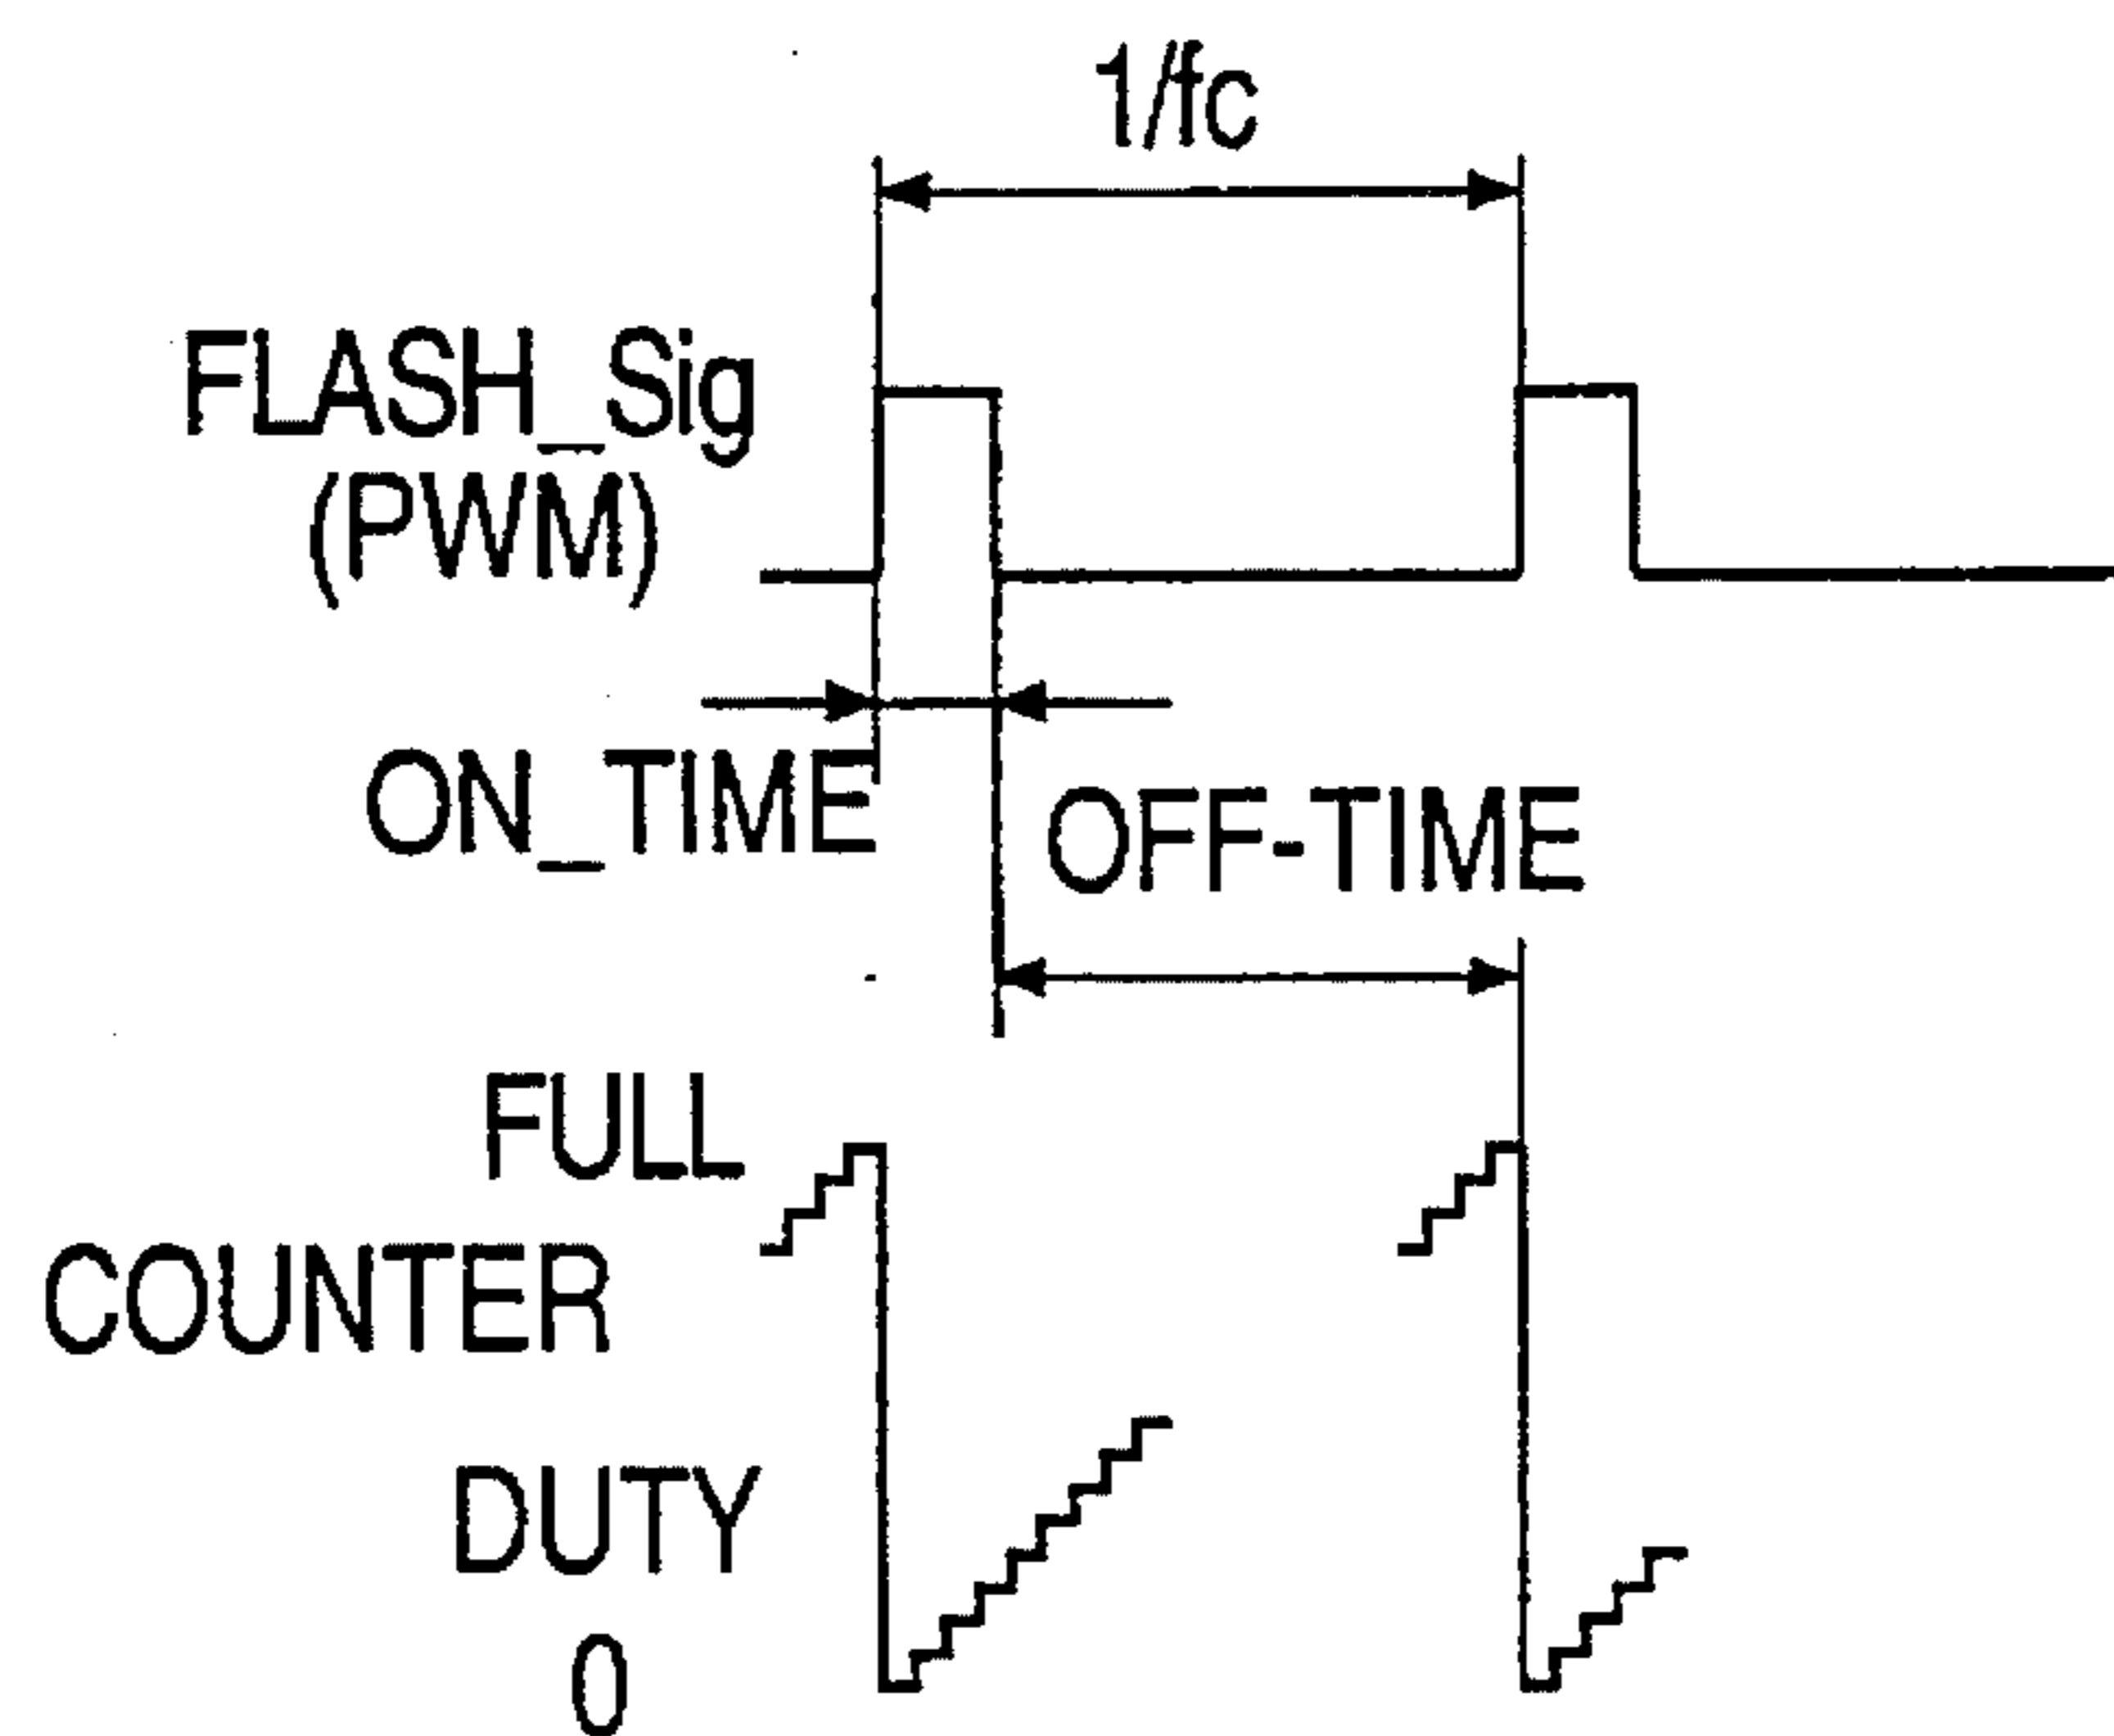 1/fc
FLASH_Sig
(PWM)
ON_TIME
OFF-TIME
FULL
COUNTER
DUTY
0